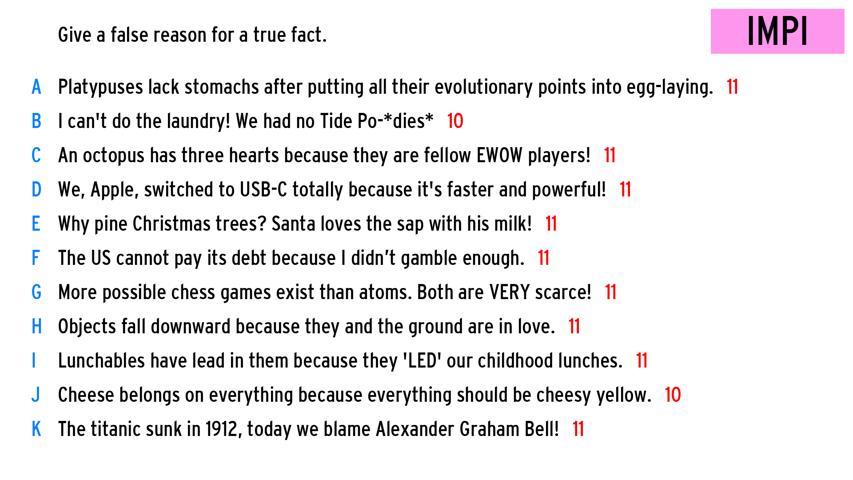 Give a false reason for a true fact.
IMPI
A Platypuses lack stomachs after putting all their evolutionary points into egg-laying. 11
B I can't do the laundry! We had no Tide Po-*dies* 10
C An octopus has three hearts because they are fellow EWOW players! 11
D We, Apple, switched to USB-C totally because it's faster and powerful! 11
E Why pine Christmas trees? Santa loves the sap with his milk! 11
F The US cannot pay its debt because I didn’t gamble enough. 11
G More possible chess games exist than atoms. Both are VERY scarce! 11
H Objects fall downward because they and the ground are in love. 11
I Lunchables have lead in them because they 'LED' our childhood lunches. 11
J Cheese belongs on everything because everything should be cheesy yellow. 10
K The titanic sunk in 1912, today we blame Alexander Graham Bell! 11